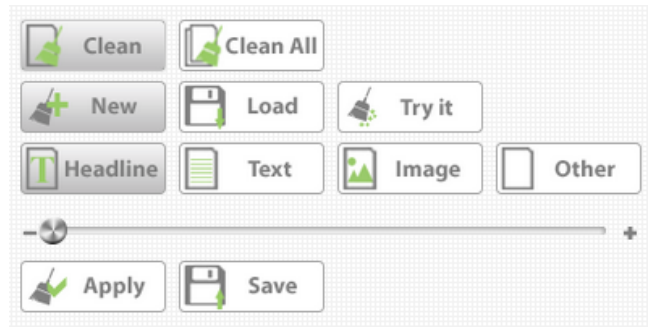 Clean Clean All
New Load Try it
T Headline Text Image Other
- +
Apply Save